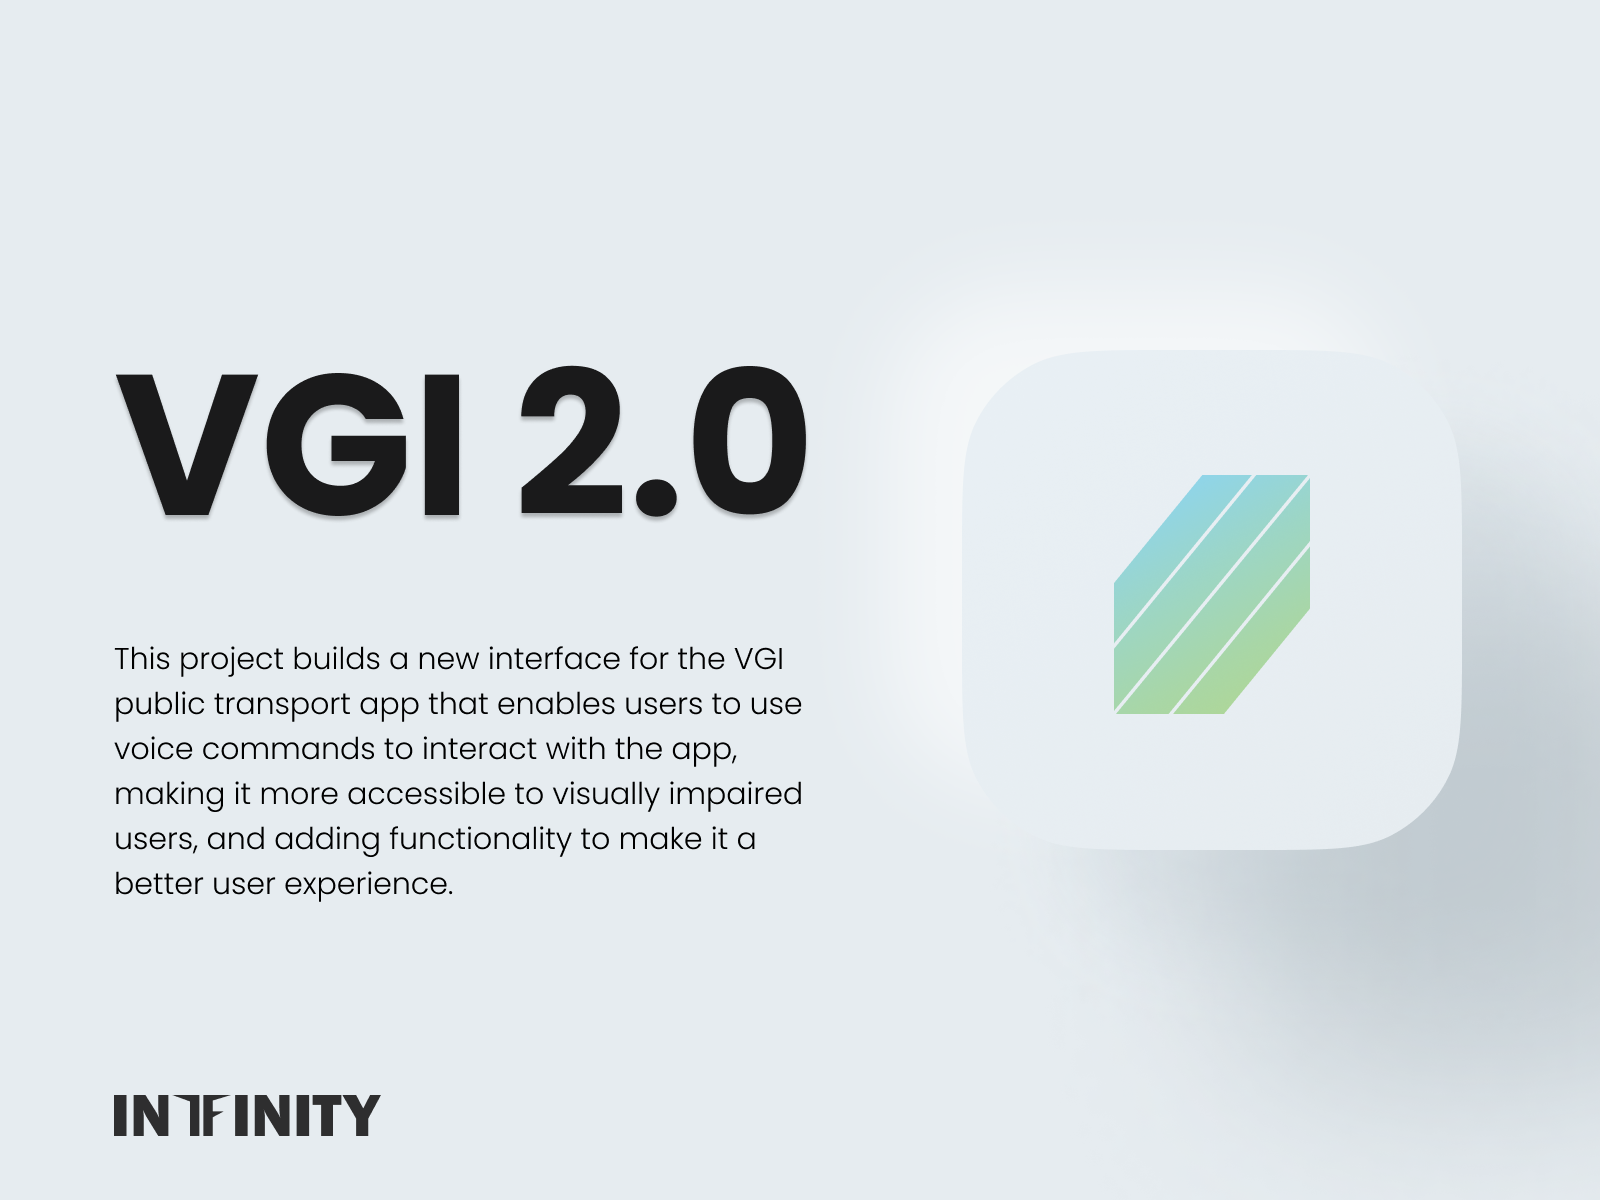 VGI 2.0
This project builds a new interface for the VGI
public transport app that enables users to use
voice commands to interact with the app,
making it more accessible to visually impaired
users, and adding functionality to make it a
better user experience.
INFINITY